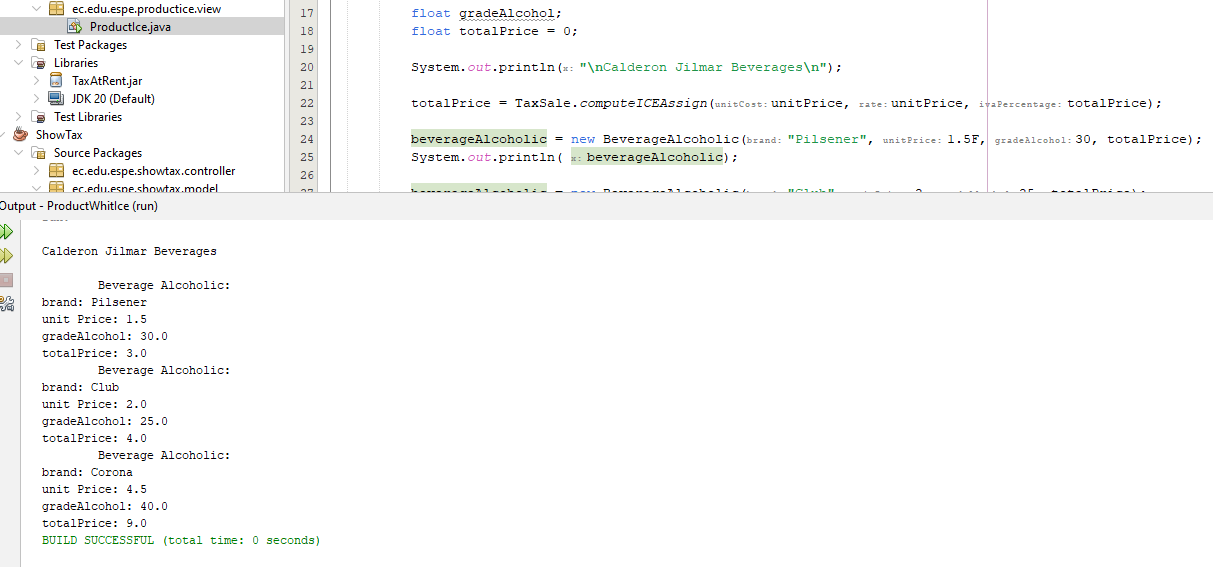 ec.edu.espe.productice.view
ProductIce.java
Test Packages
Libraries
TaxAtRent.jar
JDK 20 (Default)
Test Libraries
ShowTax
Source Packages
ec.edu.espe.showtax.controller
ec.edu.espe.showtax.model
17 float gradeAlcohol;
18 float totalPrice = 0;
19
20 System.out.println(x: "\nCalderon Jilmar Beverages\n");
21
22 totalPrice = TaxSale.computeICEAssign(unitCost: unitPrice, rate: unitPrice, ivaPercentage: totalPrice);
23
24 beverageAlcoholic = new BeverageAlcoholic(brand: "Pilsener", unitPrice: 1.5F, gradeAlcohol: 30, totalPrice);
25 System.out.println( x: beverageAlcoholic);
26
Output - ProductWhitIce (run)
Calderon Jilmar Beverages
Beverage Alcoholic:
brand: Pilsener
unit Price: 1.5
gradeAlcohol: 30.0
totalPrice: 3.0
Beverage Alcoholic:
brand: Club
unit Price: 2.0
gradeAlcohol: 25.0
totalPrice: 4.0
Beverage Alcoholic:
brand: Corona
unit Price: 4.5
gradeAlcohol: 40.0
totalPrice: 9.0
BUILD SUCCESSFUL (total time: 0 seconds)